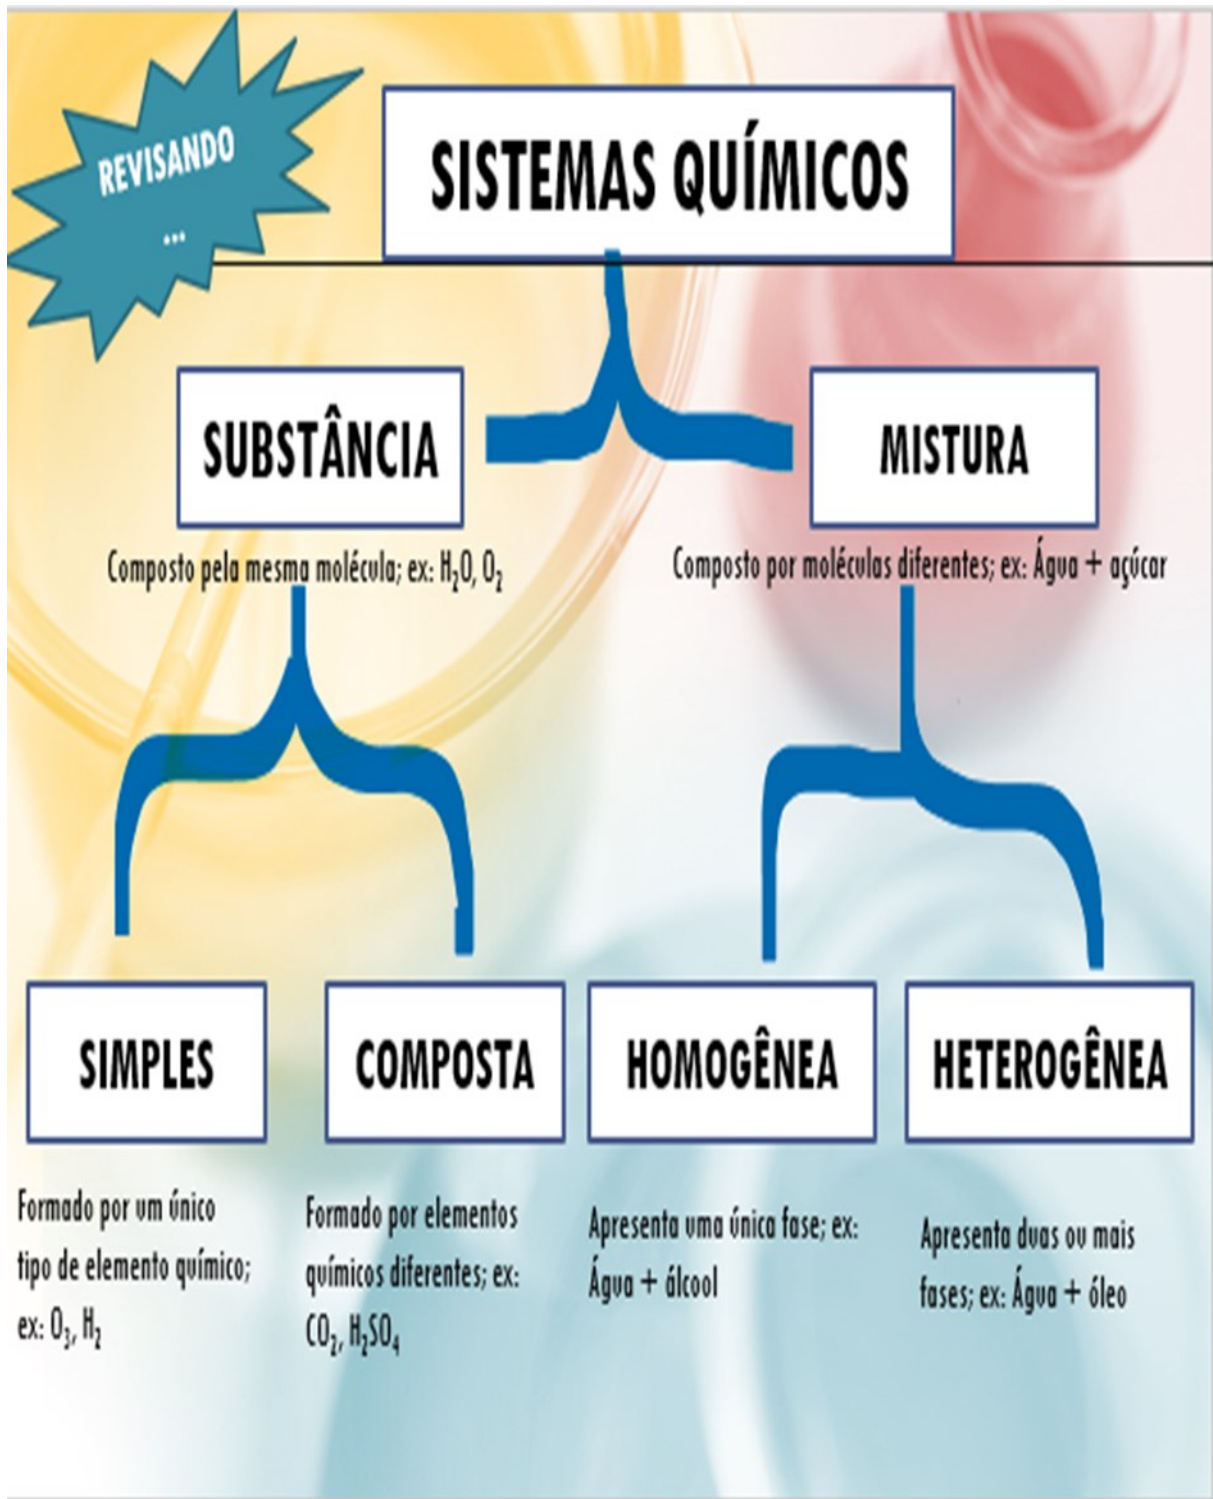 REVISANDO
...
SISTEMAS QUÍMICOS
SUBSTÂNCIA
MISTURA
Composto pela mesma molécula; ex: H₂O, O₂
Composto por moléculas diferentes; ex: Água + açúcar
SIMPLES
COMPOSTA
HOMOGÊNEA
HETEROGÊNEA
Formado por um único
tipo de elemento químico;
ex: O₃, H₂
Formado por elementos
químicos diferentes; ex:
CO₂, H₂SO₄
Apresenta uma única fase; ex:
Água + álcool
Apresenta duas ou mais
fases; ex: Água + óleo